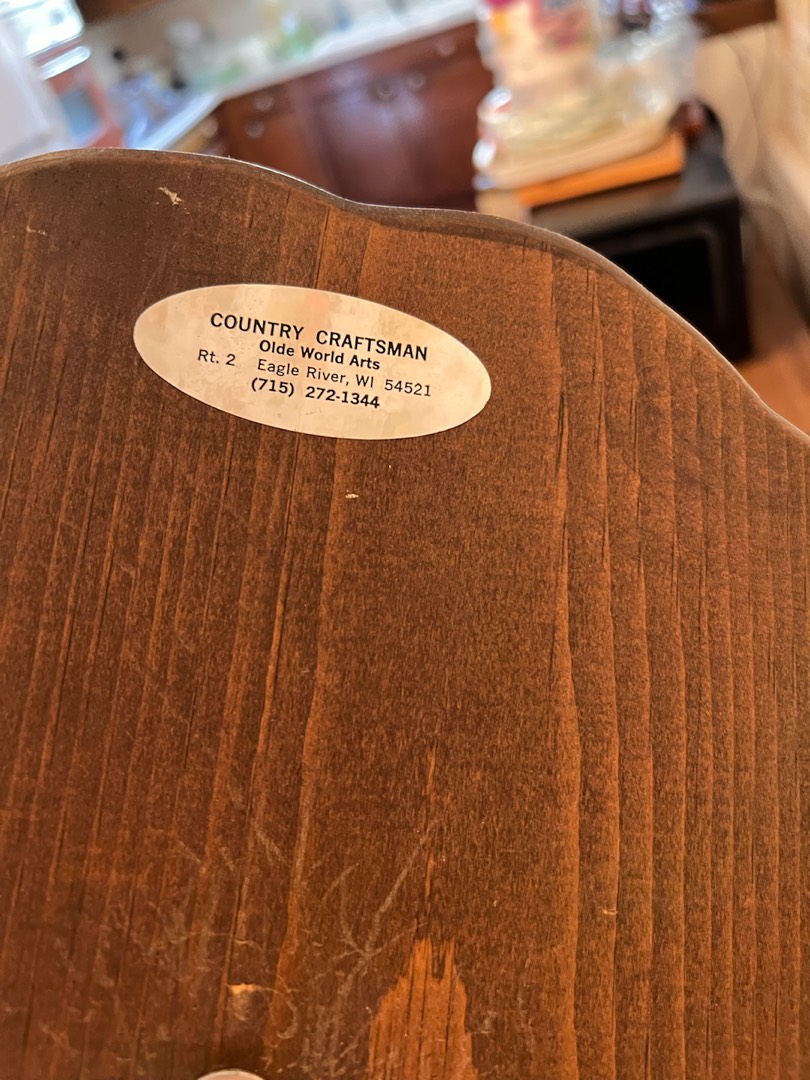 COUNTRY CRAFTSMAN
Olde World Arts
Rt. 2 Eagle River, WI 54521
(715) 272-1344